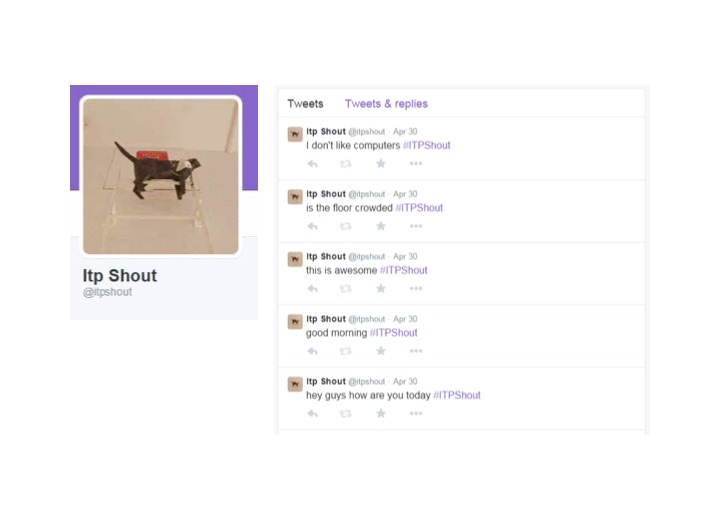 Itp Shout
@itpshout
Tweets Tweets & replies
Itp Shout @itpshout · Apr 30
I don't like computers #ITPShout
Itp Shout @itpshout · Apr 30
is the floor crowded #ITPShout
Itp Shout @itpshout · Apr 30
this is awesome #ITPShout
Itp Shout @itpshout · Apr 30
good morning #ITPShout
Itp Shout @itpshout · Apr 30
hey guys how are you today #ITPShout